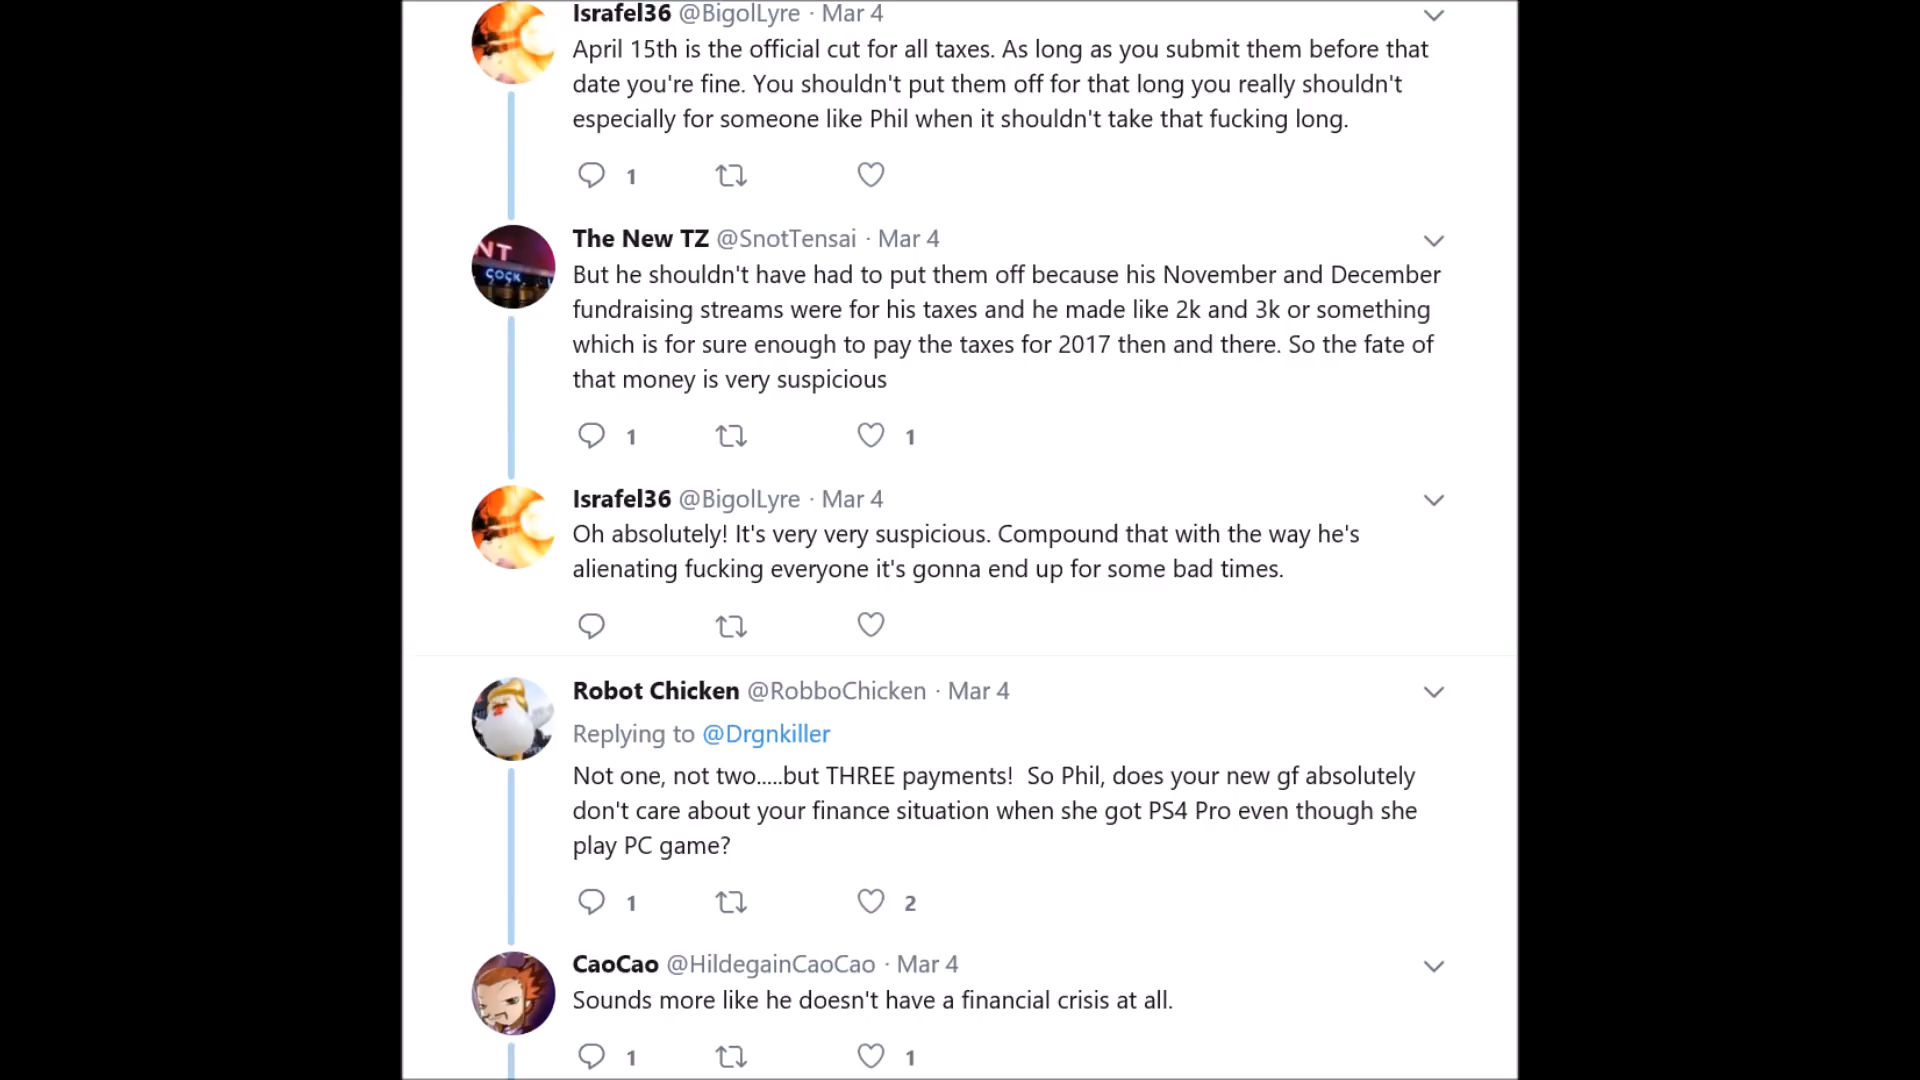 Israfel36 @BigolLyre · Mar 4
April 15th is the official cut for all taxes. As long as you submit them before that
date you're fine. You shouldn't put them off for that long you really shouldn't
especially for someone like Phil when it shouldn't take that fucking long.
1
The New TZ @SnotTensai · Mar 4
NT
COCK
But he shouldn't have had to put them off because his November and December
fundraising streams were for his taxes and he made like 2k and 3k or something
which is for sure enough to pay the taxes for 2017 then and there. So the fate of
that money is very suspicious
1 1
Israfel36 @BigolLyre · Mar 4
Oh absolutely! It's very very suspicious. Compound that with the way he's
alienating fucking everyone it's gonna end up for some bad times.
Robot Chicken @RobboChicken · Mar 4
Replying to @Drgnkiller
Not one, not two.....but THREE payments!  So Phil, does your new gf absolutely
don't care about your finance situation when she got PS4 Pro even though she
play PC game?
1 2
CaoCao @HildegainCaoCao · Mar 4
Sounds more like he doesn't have a financial crisis at all.
1 1